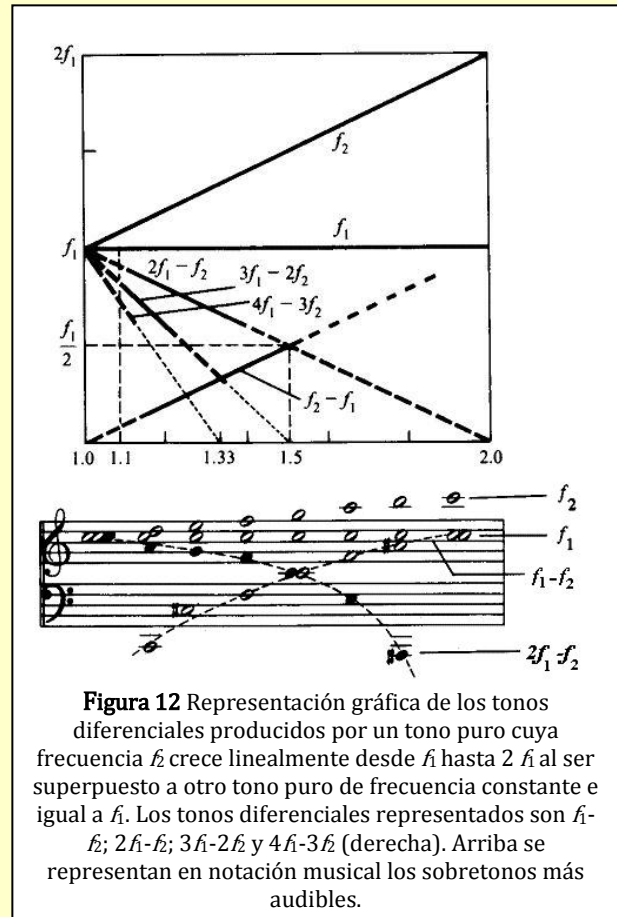 2f₁
f₂
f₁
f₁
2f₁ − f₂
3f₁ − 2f₂
4f₁ − 3f₂
f₁/2
f₂ − f₁
1.0 1.1 1.33 1.5 2.0
f₂
f₁
f₁-f₂
2f₁-f₂
Figura 12 Representación gráfica de los tonos
diferenciales producidos por un tono puro cuya
frecuencia f₂ crece linealmente desde f₁ hasta 2 f₁ al ser
superpuesto a otro tono puro de frecuencia constante e
igual a f₁. Los tonos diferenciales representados son f₁-
f₂; 2f₁-f₂; 3f₁-2f₂ y 4f₁-3f₂ (derecha). Arriba se
representan en notación musical los sobretonos más
audibles.